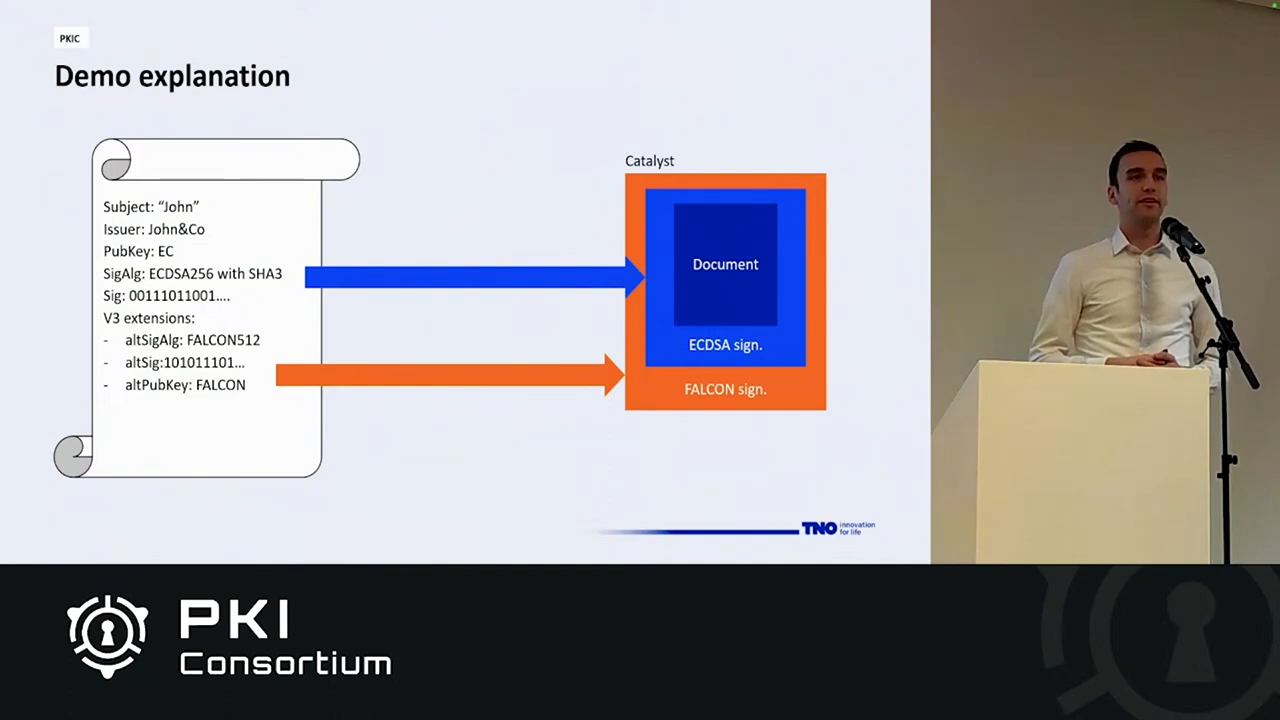 PKIC
Demo explanation
Subject: “John”
Issuer: John&Co
PubKey: EC
SigAlg: ECDSA256 with SHA3
Sig: 00111011001....
V3 extensions:
- altSigAlg: FALCON512
- altSig:101011101...
- altPubKey: FALCON
Catalyst
Document
ECDSA sign.
FALCON sign.
TNO innovation
for life
PKI
Consortium